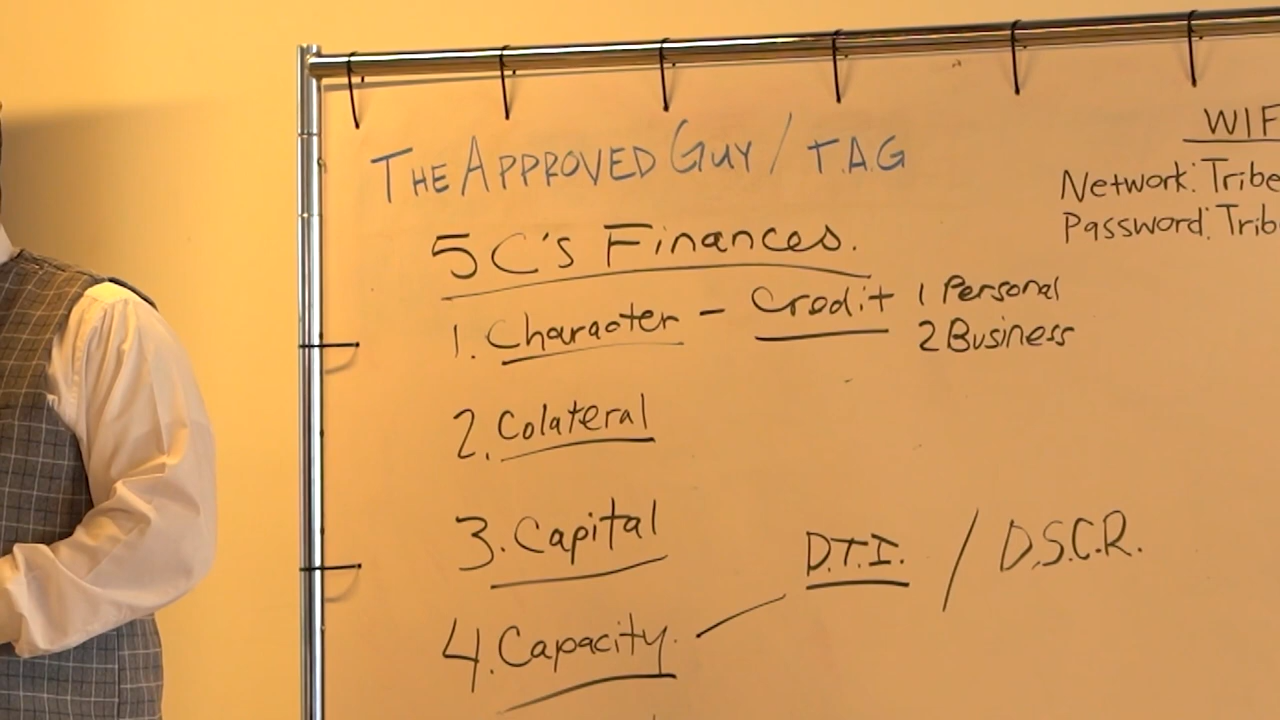 THE APPROVED GUY / T.A.G
WIF
Network: Tribe
Password: Trib
5 C's Finances.
1. Character - Credit 1 Personal
2 Business
2. Colateral
3. Capital
4. Capacity. D.T.I. / D.S.C.R.